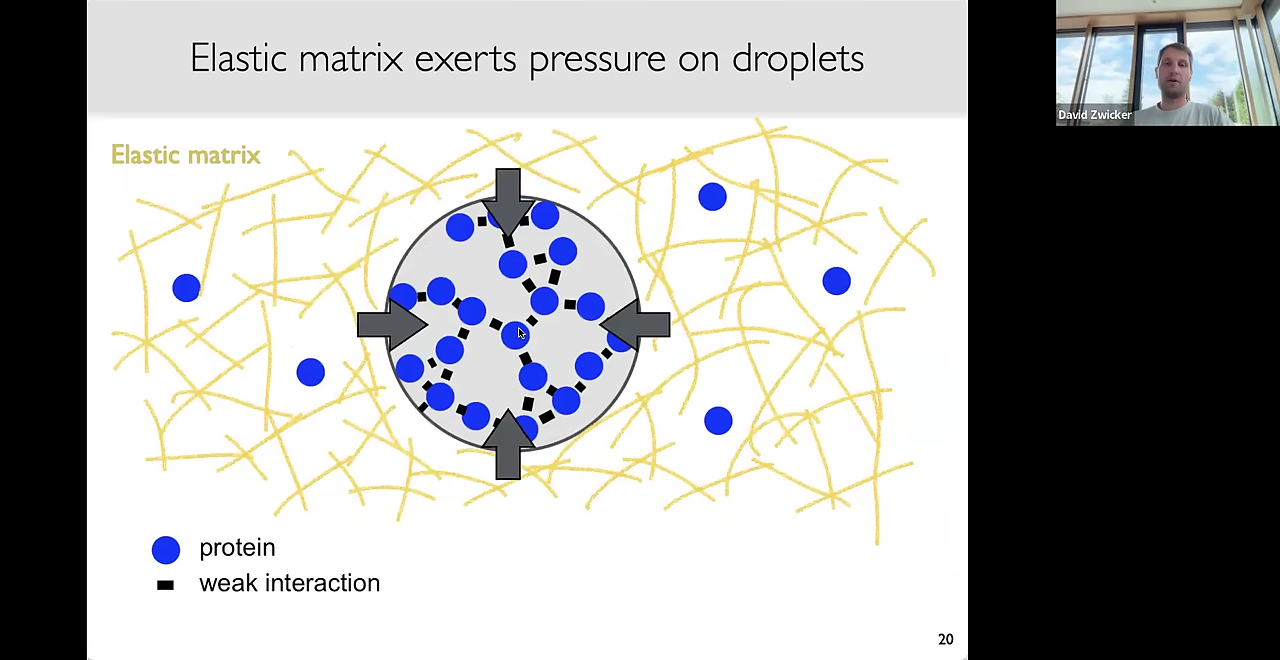 Elastic matrix exerts pressure on droplets
David Zwicker
Elastic matrix
protein
weak interaction
20